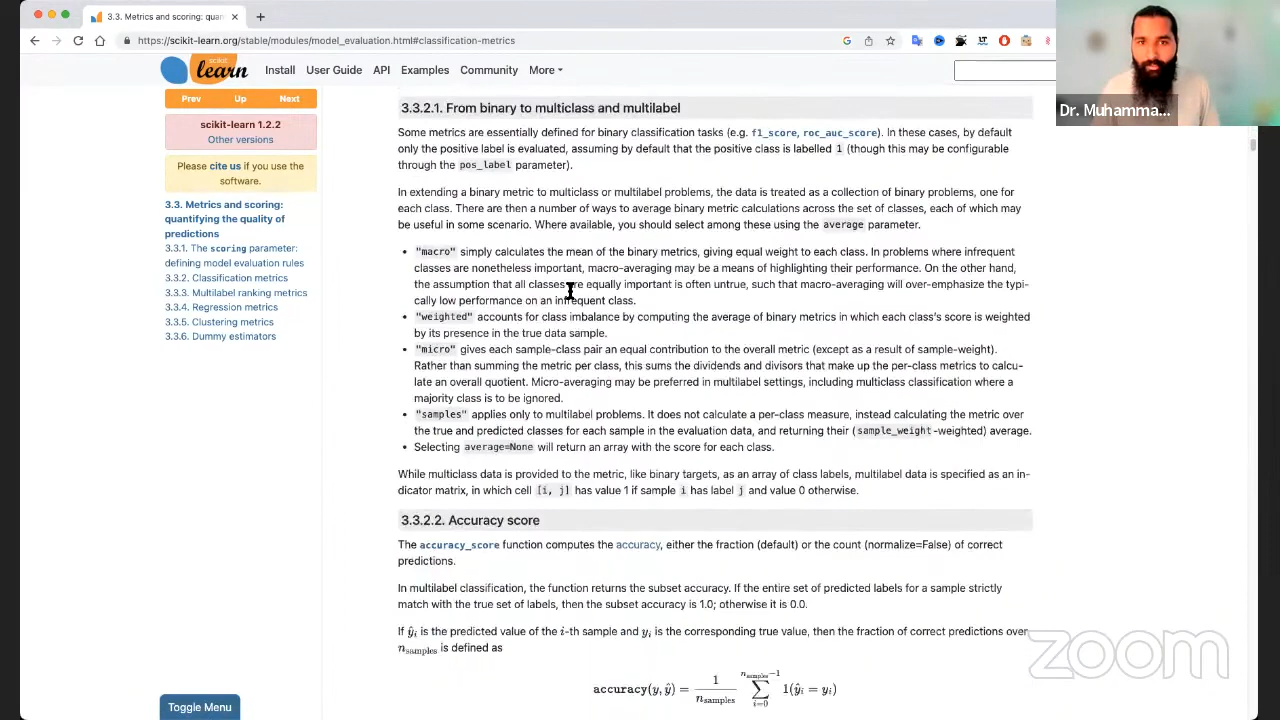 3.3. Metrics and scoring: qua
https://scikit-learn.org/stable/modules/model_evaluation.html#classification-metrics
scikit
learn
Install User Guide API Examples Community More
Prev Up Next
scikit-learn 1.2.2
Other versions
Please cite us if you use the
software.
3.3. Metrics and scoring:
quantifying the quality of
predictions
3.3.1. The scoring parameter:
defining model evaluation rules
3.3.2. Classification metrics
3.3.3. Multilabel ranking metrics
3.3.4. Regression metrics
3.3.5. Clustering metrics
3.3.6. Dummy estimators
Toggle Menu
3.3.2.1. From binary to multiclass and multilabel
Some metrics are essentially defined for binary classification tasks (e.g. f1_score, roc_auc_score). In these cases, by default
only the positive label is evaluated, assuming by default that the positive class is labelled 1 (though this may be configurable
through the pos_label parameter).
In extending a binary metric to multiclass or multilabel problems, the data is treated as a collection of binary problems, one for
each class. There are then a number of ways to average binary metric calculations across the set of classes, each of which may
be useful in some scenario. Where available, you should select among these using the average parameter.
• "macro" simply calculates the mean of the binary metrics, giving equal weight to each class. In problems where infrequent
classes are nonetheless important, macro-averaging may be a means of highlighting their performance. On the other hand,
the assumption that all classes are equally important is often untrue, such that macro-averaging will over-emphasize the typi-
cally low performance on an infrequent class.
• "weighted" accounts for class imbalance by computing the average of binary metrics in which each class's score is weighted
by its presence in the true data sample.
• "micro" gives each sample-class pair an equal contribution to the overall metric (except as a result of sample-weight).
Rather than summing the metric per class, this sums the dividends and divisors that make up the per-class metrics to calcu-
late an overall quotient. Micro-averaging may be preferred in multilabel settings, including multiclass classification where a
majority class is to be ignored.
• "samples" applies only to multilabel problems. It does not calculate a per-class measure, instead calculating the metric over
the true and predicted classes for each sample in the evaluation data, and returning their (sample_weight-weighted) average.
• Selecting average=None will return an array with the score for each class.
While multiclass data is provided to the metric, like binary targets, as an array of class labels, multilabel data is specified as an in-
dicator matrix, in which cell [i, j] has value 1 if sample i has label j and value 0 otherwise.
3.3.2.2. Accuracy score
The accuracy_score function computes the accuracy, either the fraction (default) or the count (normalize=False) of correct
predictions.
In multilabel classification, the function returns the subset accuracy. If the entire set of predicted labels for a sample strictly
match with the true set of labels, then the subset accuracy is 1.0; otherwise it is 0.0.
If ŷᵢ is the predicted value of the i-th sample and yᵢ is the corresponding true value, then the fraction of correct predictions over
n_samples is defined as
accuracy(y, ŷ) = 1/n_samples ∑_{i=0}^{n_samples−1} 1(ŷᵢ = yᵢ)
Dr. Muhamma...
zoom